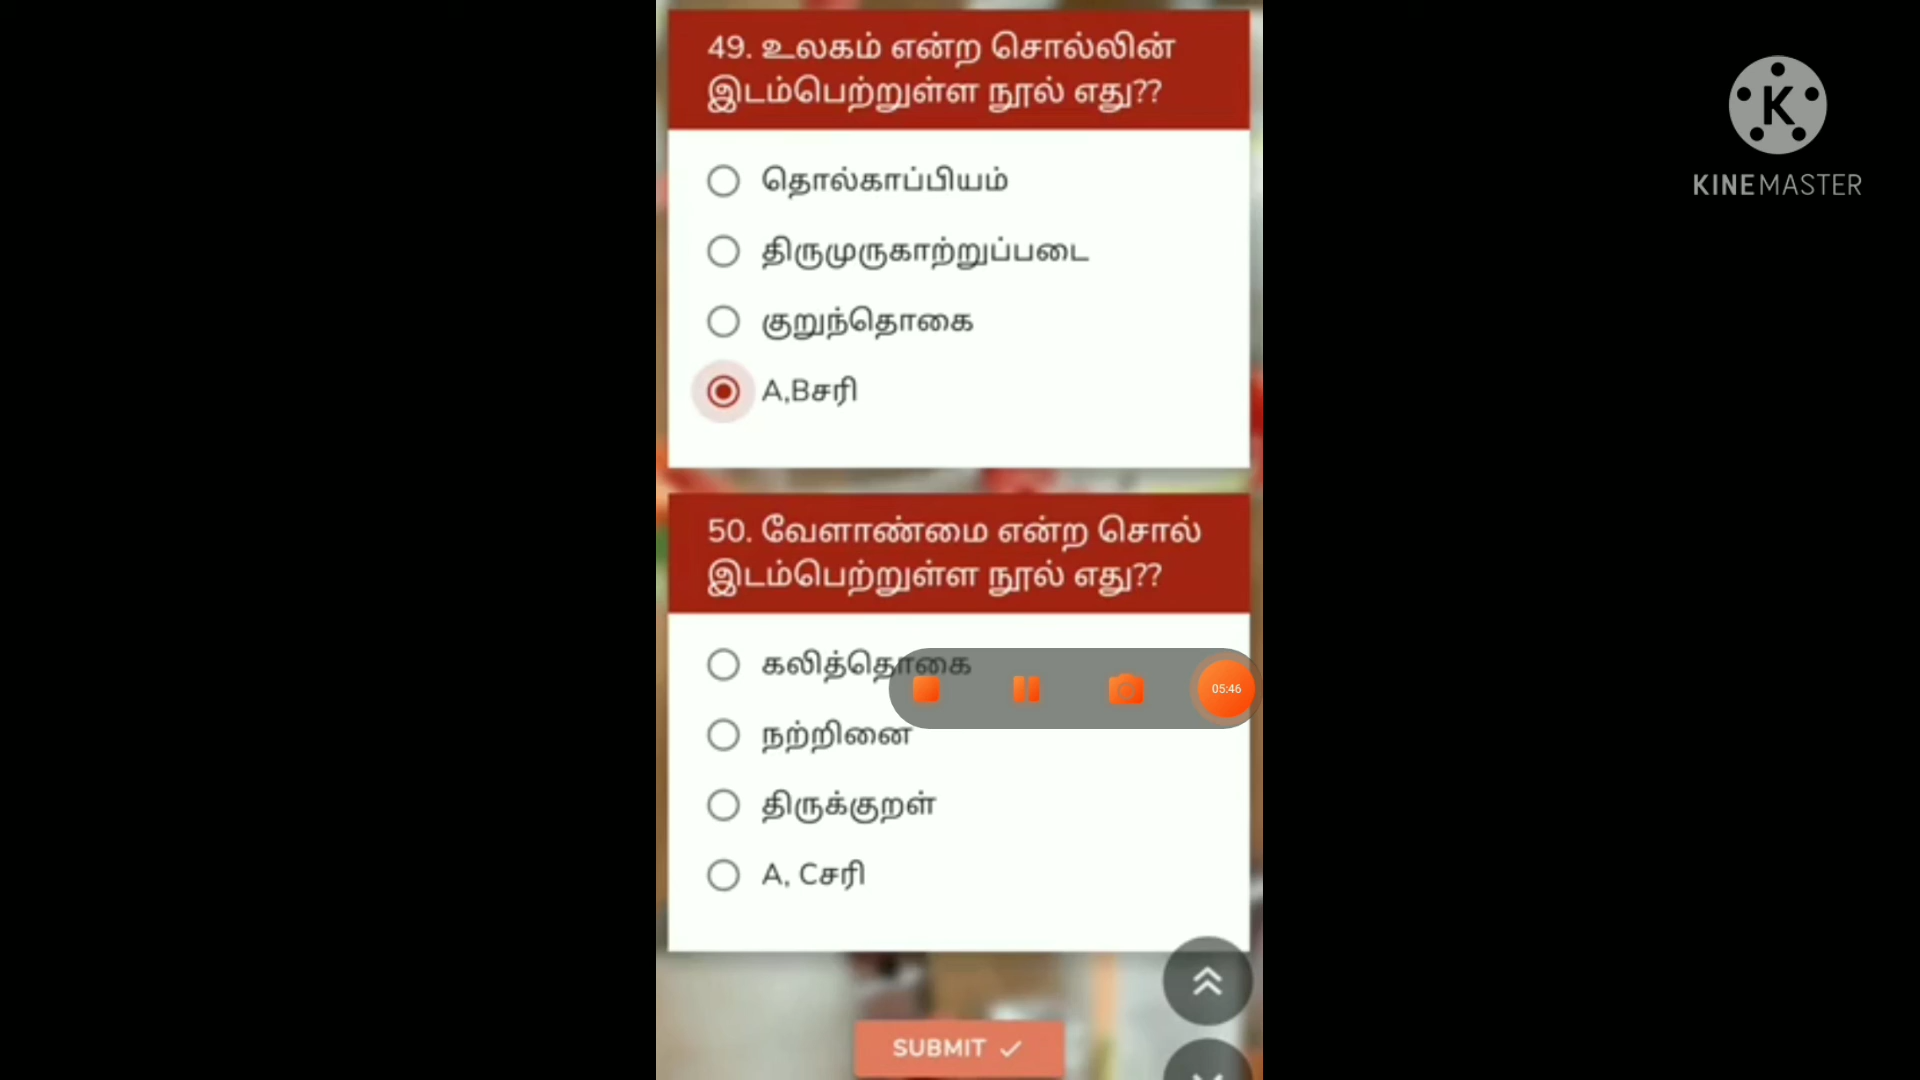 49. உலகம் என்ற சொல்லின்
இடம்பெற்றுள்ள நூல் எது??
தொல்காப்பியம்
திருமுருகாற்றுப்படை
குறுந்தொகை
A,Bசரி
50. வேளாண்மை என்ற சொல்
இடம்பெற்றுள்ள நூல் எது??
கலித்தொகை
நற்றினை
திருக்குறள்
A, Cசரி
SUBMIT
05:46
K
KINEMASTER